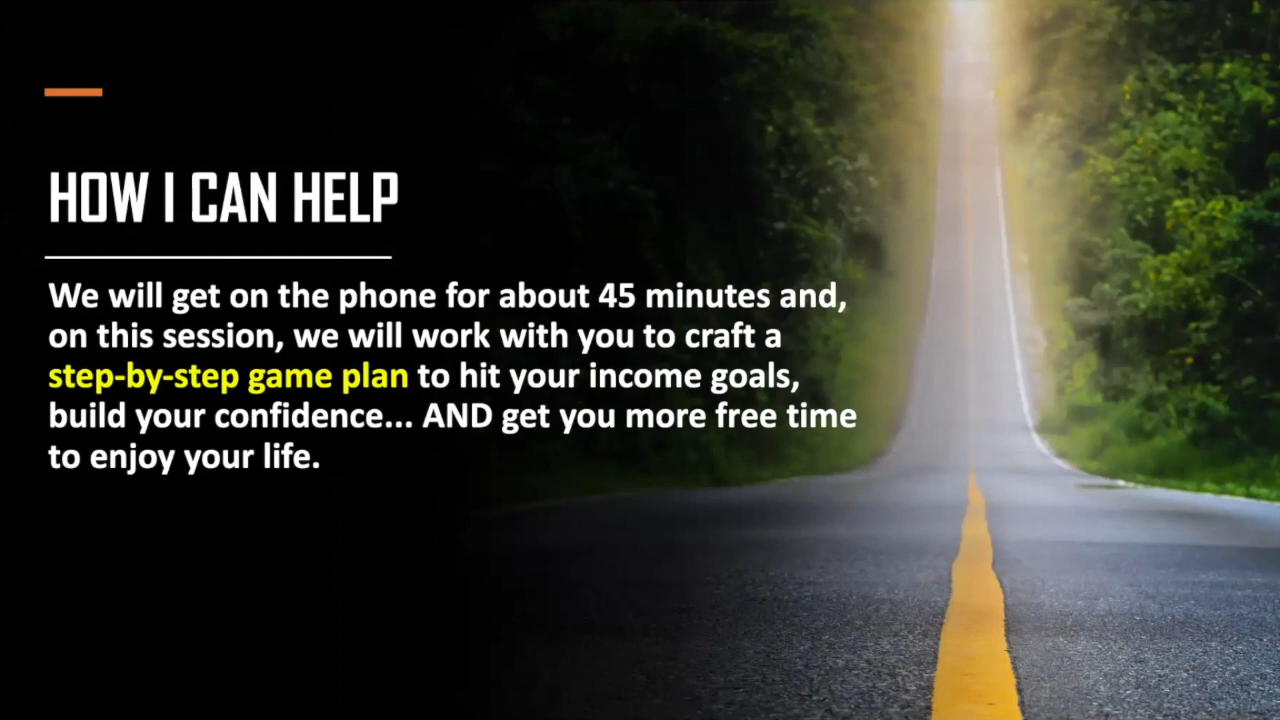 HOW I CAN HELP
We will get on the phone for about 45 minutes and,
on this session, we will work with you to craft a
step-by-step game plan to hit your income goals,
build your confidence... AND get you more free time
to enjoy your life.